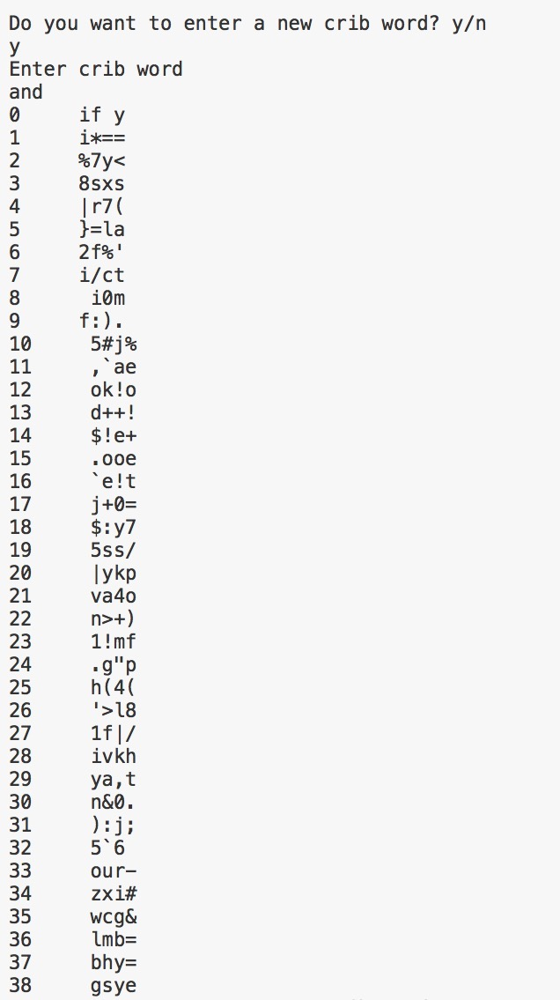 Do you want to enter a new crib word? y/n
y
Enter crib word
and
0 if y
1 i*==
2 %7y<
3 8sxs
4 |r7(
5 }=la
6 2f%'
7 i/ct
8  i0m
9 f:).
10 5#j%
11 ,`ae
12 ok!o
13 d++!
14 $!e+
15 .ooe
16 `e!t
17 j+0=
18 $:y7
19 5ss/
20 |ykp
21 va4o
22 n>+)
23 1!mf
24 .g"p
25 h(4(
26 '>l8
27 1f|/
28 ivkh
29 ya,t
30 n&0.
31 ):j;
32 5`6
33 our-
34 zxi#
35 wcg&
36 lmb=
37 bhy=
38 gsye